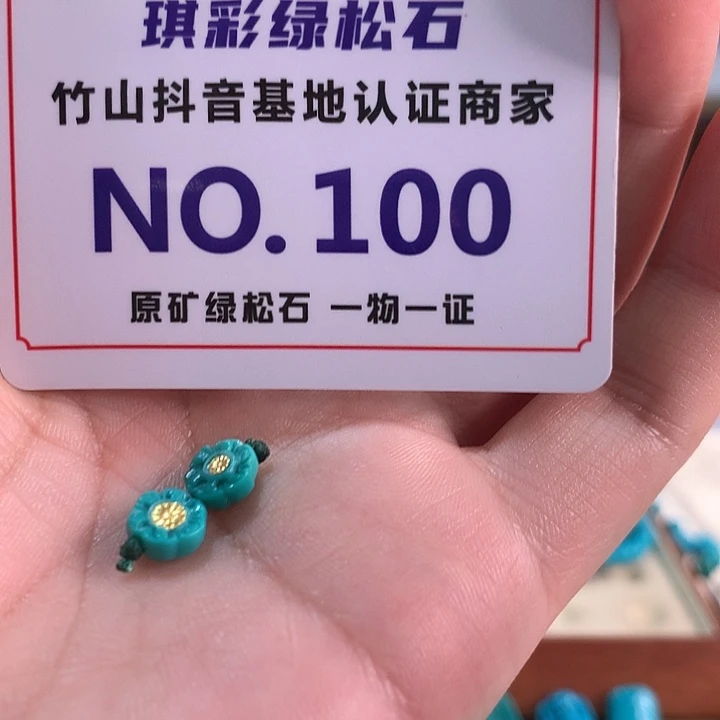 琪彩绿松石
竹山抖音基地认证商家
NO.100
原矿绿松石 一物一证